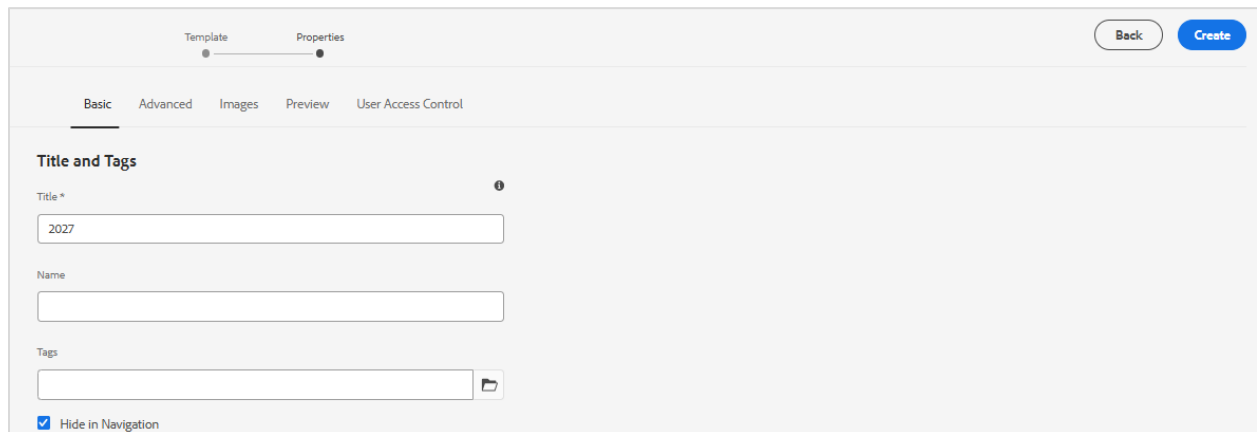 Template Properties
Back Create
Basic Advanced Images Preview User Access Control
Title and Tags
Title *
2027
Name
Tags
Hide in Navigation